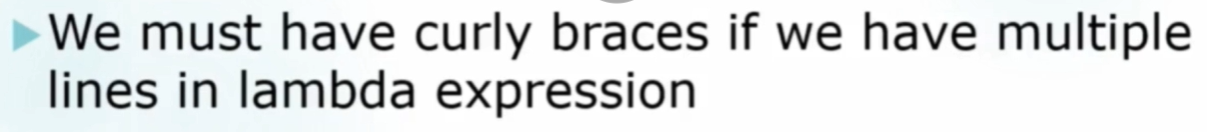 We must have curly braces if we have multiple
lines in lambda expression